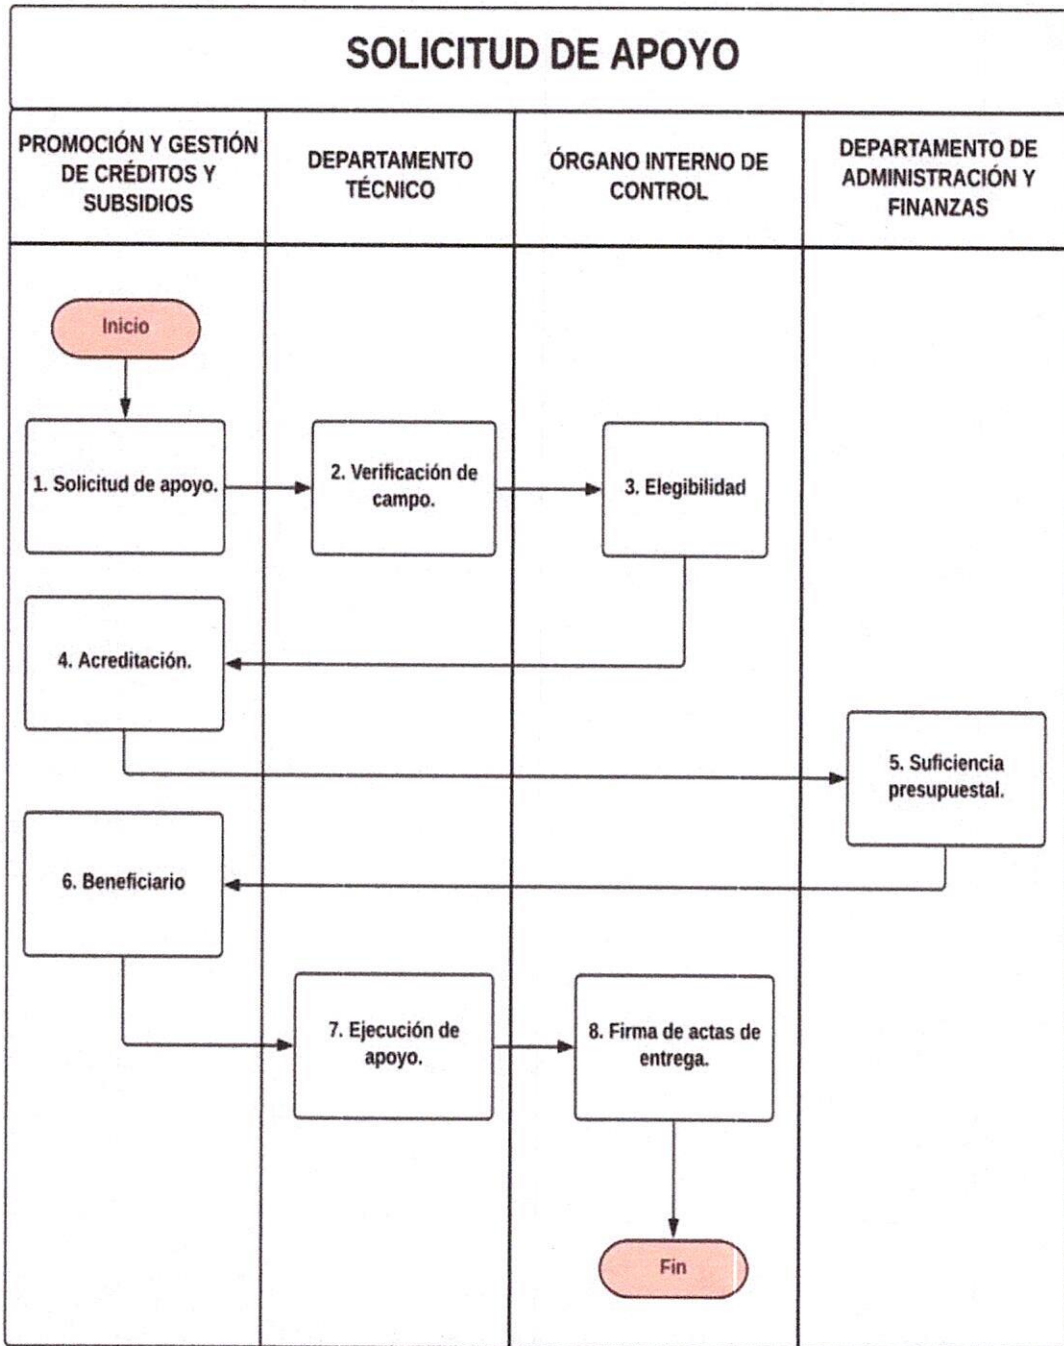 SOLICITUD DE APOYO
PROMOCIÓN Y GESTIÓN
DE CRÉDITOS Y
SUBSIDIOS
DEPARTAMENTO
TÉCNICO
ÓRGANO INTERNO DE
CONTROL
DEPARTAMENTO DE
ADMINISTRACIÓN Y
FINANZAS
Inicio
1. Solicitud de apoyo.
2. Verificación de
campo.
3. Elegibilidad
4. Acreditación.
5. Suficiencia
presupuestal.
6. Beneficiario
7. Ejecución de
apoyo.
8. Firma de actas de
entrega.
Fin